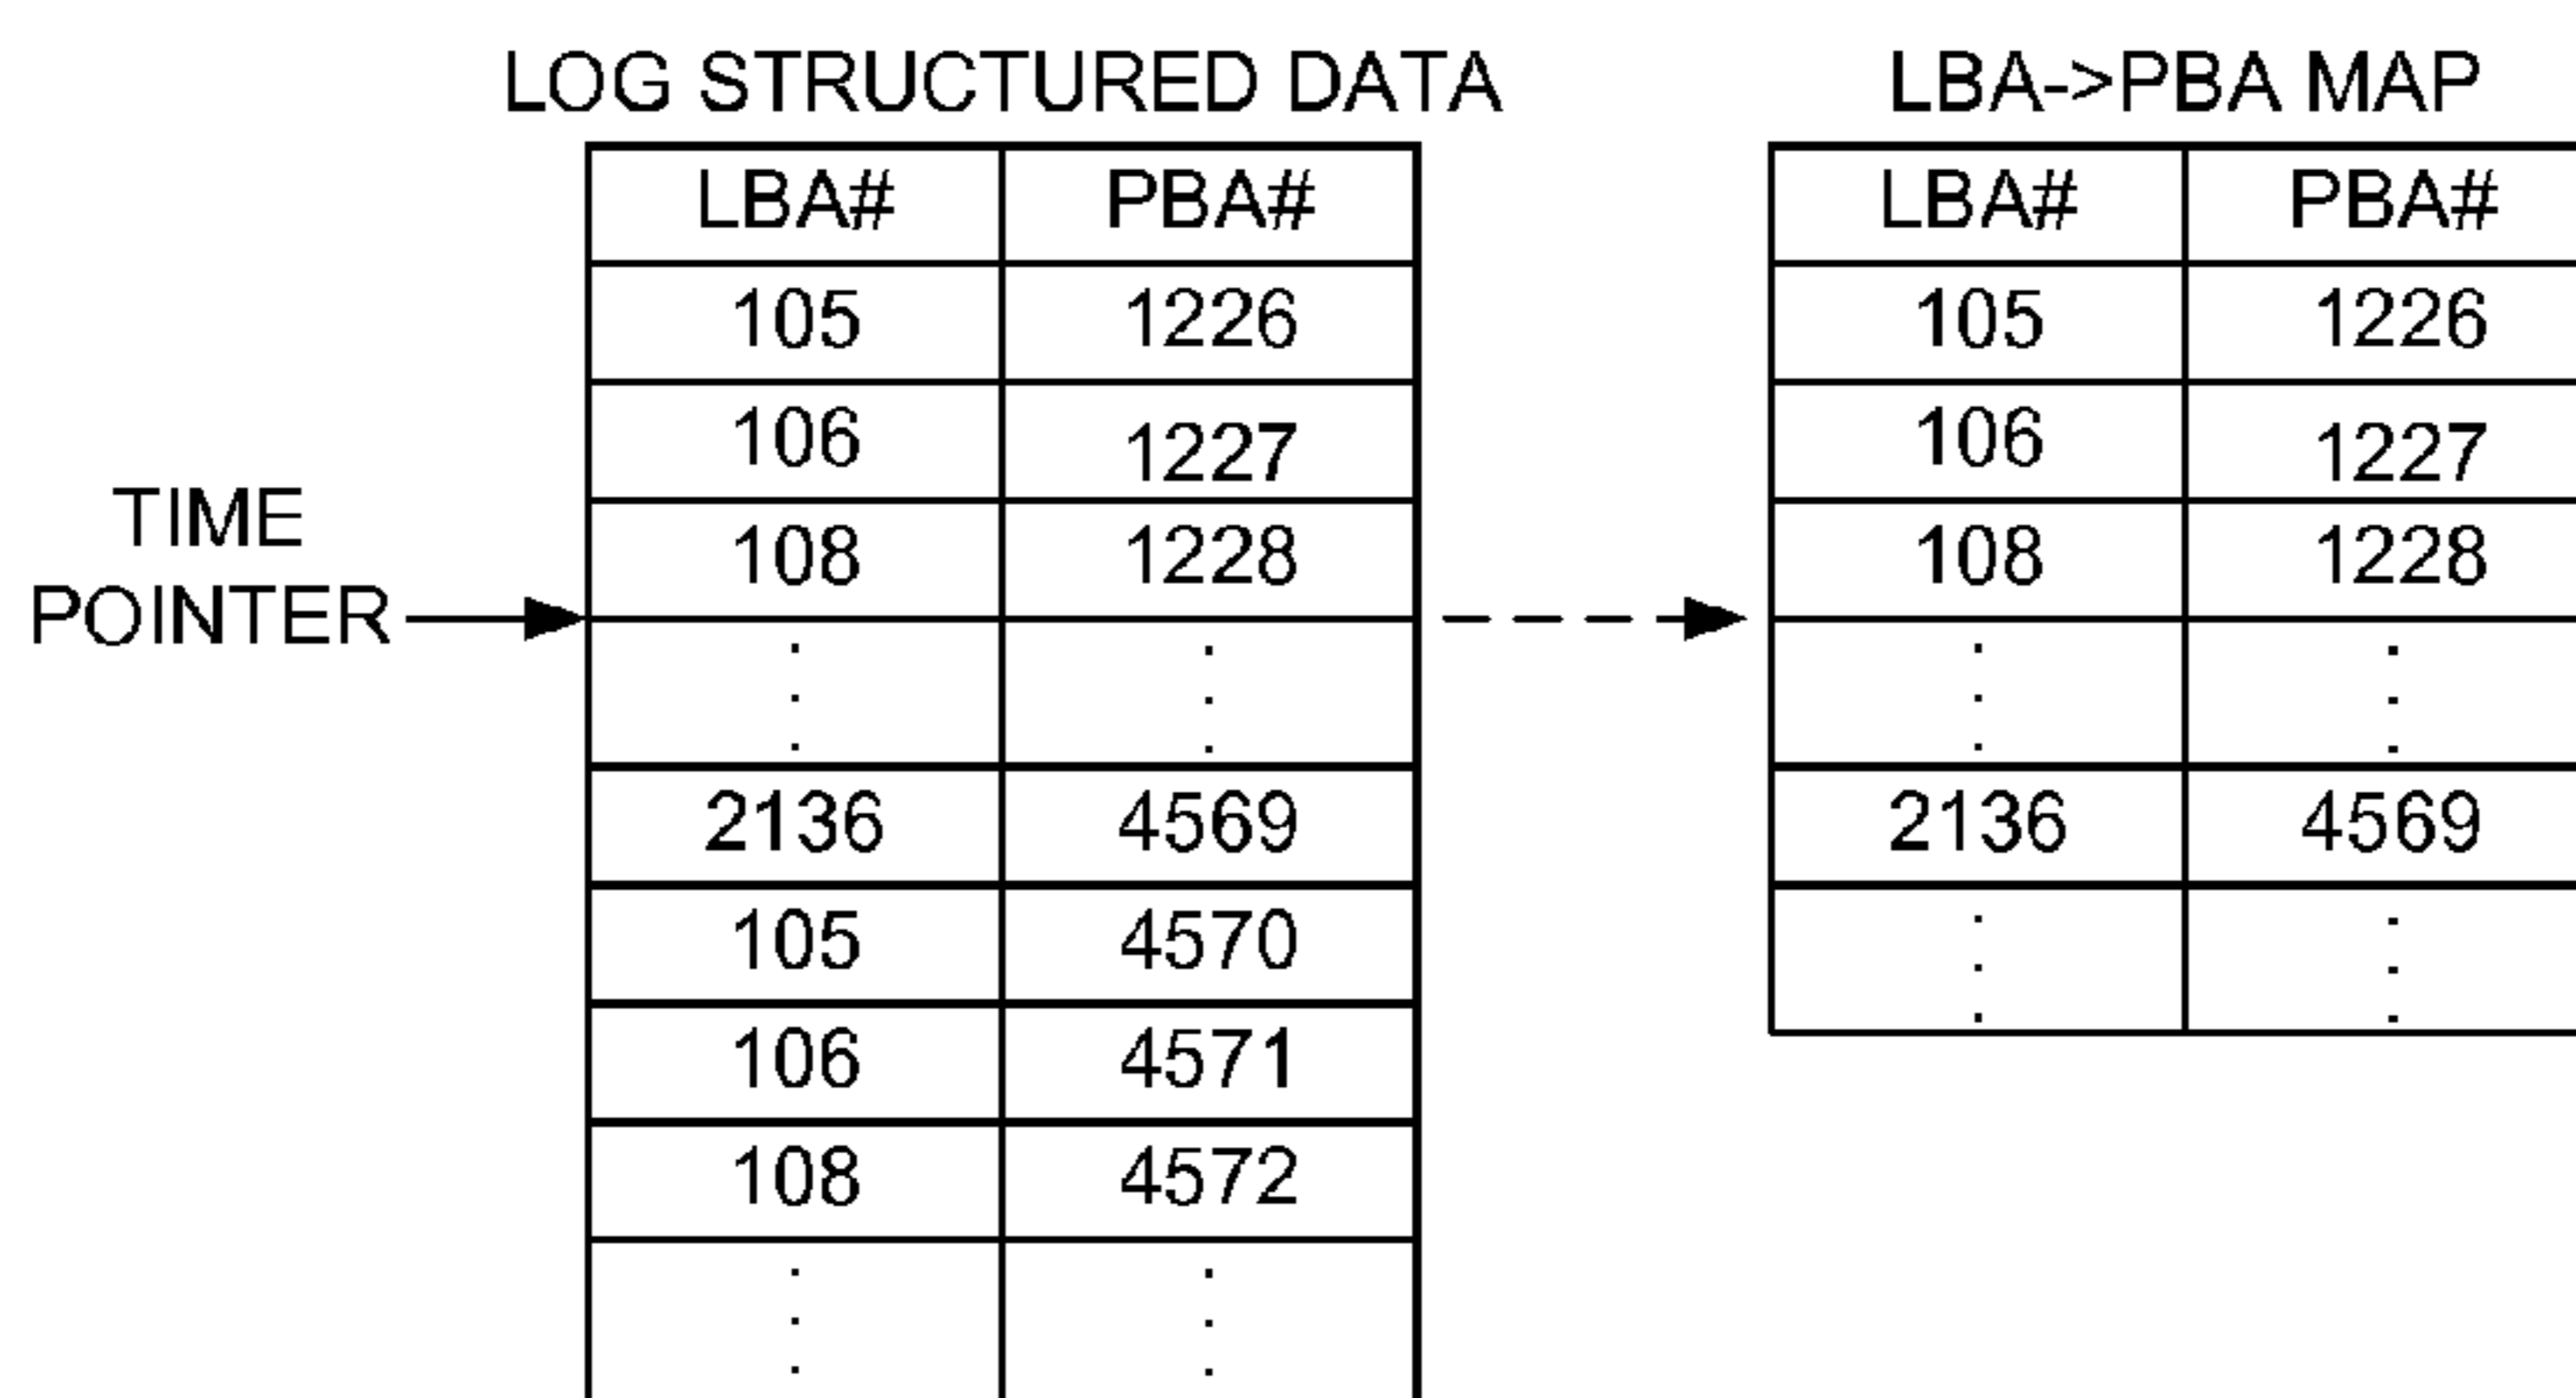 LOG STRUCTURED DATA
LBA# PBA#
105 1226
106 1227
108 1228
: :
2136 4569
105 4570
106 4571
108 4572
TIME
POINTER
LBA->PBA MAP
LBA# PBA#
105 1226
106 1227
108 1228
2136 4569